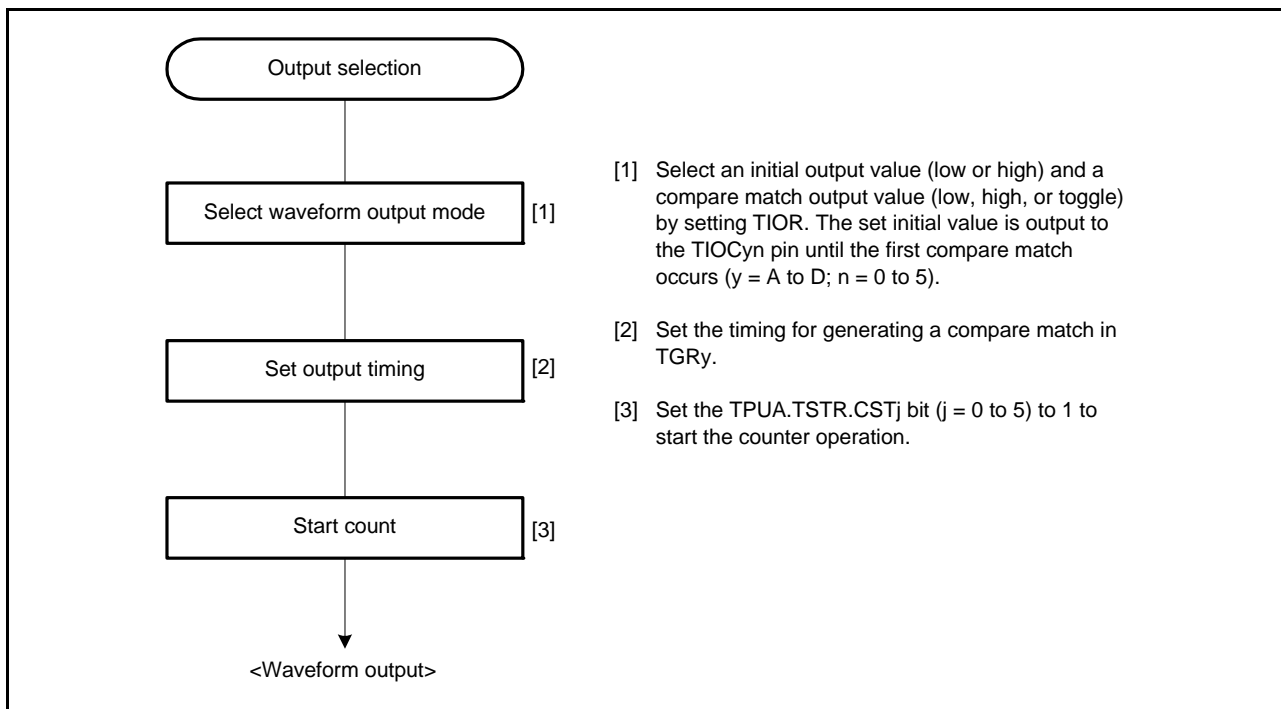 Output selection
Select waveform output mode [1]
Set output timing [2]
Start count [3]
<Waveform output>
[1] Select an initial output value (low or high) and a
compare match output value (low, high, or toggle)
by setting TIOR. The set initial value is output to
the TIOCyn pin until the first compare match
occurs (y = A to D; n = 0 to 5).
[2] Set the timing for generating a compare match in
TGRy.
[3] Set the TPUA.TSTR.CSTj bit (j = 0 to 5) to 1 to
start the counter operation.